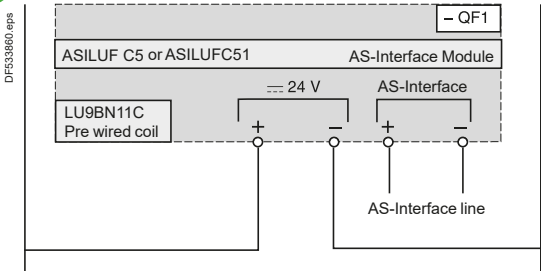 DF533860.eps
– QF1
ASILUF C5 or ASILUFC51 AS-Interface Module
⎓ 24 V AS-Interface
LU9BN11C
Pre wired coil
+ – + –
AS-Interface line